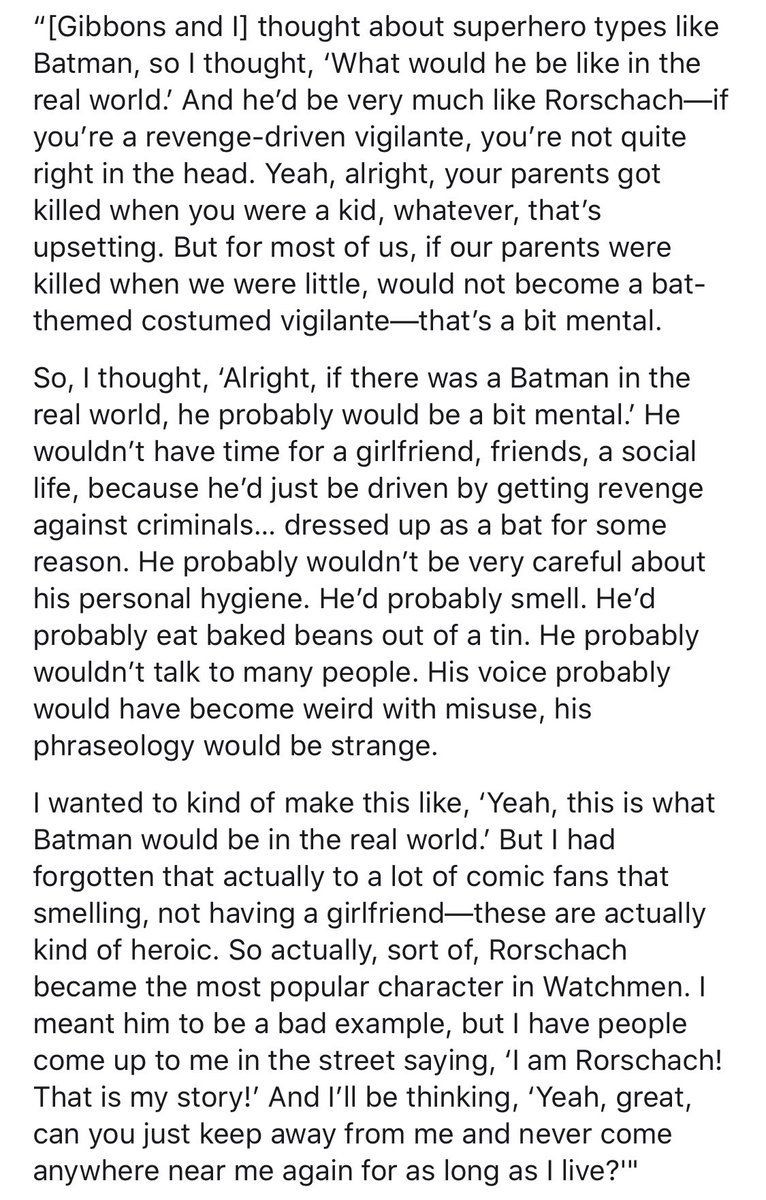 “[Gibbons and I] thought about superhero types like
Batman, so I thought, ‘What would he be like in the
real world.’ And he’d be very much like Rorschach—if
you’re a revenge-driven vigilante, you’re not quite
right in the head. Yeah, alright, your parents got
killed when you were a kid, whatever, that’s
upsetting. But for most of us, if our parents were
killed when we were little, would not become a bat-
themed costumed vigilante—that’s a bit mental.
So, I thought, ‘Alright, if there was a Batman in the
real world, he probably would be a bit mental.’ He
wouldn’t have time for a girlfriend, friends, a social
life, because he’d just be driven by getting revenge
against criminals... dressed up as a bat for some
reason. He probably wouldn’t be very careful about
his personal hygiene. He’d probably smell. He’d
probably eat baked beans out of a tin. He probably
wouldn’t talk to many people. His voice probably
would have become weird with misuse, his
phraseology would be strange.
I wanted to kind of make this like, ‘Yeah, this is what
Batman would be in the real world.’ But I had
forgotten that actually to a lot of comic fans that
smelling, not having a girlfriend—these are actually
kind of heroic. So actually, sort of, Rorschach
became the most popular character in Watchmen. I
meant him to be a bad example, but I have people
come up to me in the street saying, ‘I am Rorschach!
That is my story!’ And I’ll be thinking, ‘Yeah, great,
can you just keep away from me and never come
anywhere near me again for as long as I live?'"